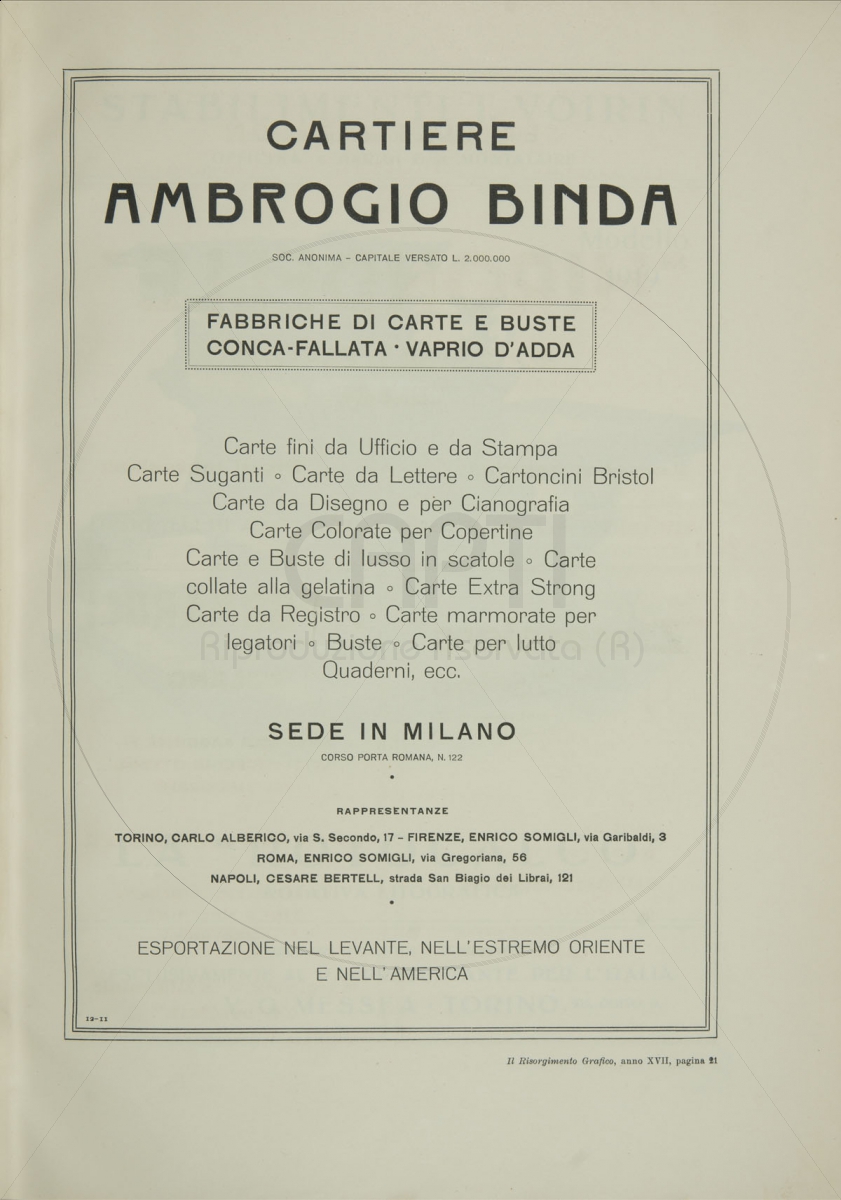 CARTIERE
AMBROGIO BINDA
SOC. ANONIMA – CAPITALE VERSATO L. 2.000.000
FABBRICHE DI CARTE E BUSTE
CONCA-FALLATA · VAPRIO D'ADDA
Carte fini da Ufficio e da Stampa
Carte Suganti ∘ Carte da Lettere ∘ Cartoncini Bristol
Carte da Disegno e per Cianografia
Carte Colorate per Copertine
Carte e Buste di lusso in scatole ∘ Carte
collate alla gelatina ∘ Carte Extra Strong
CAPTI
Carte da Registro ∘ Carte marmorate per
legatori ∘ Buste ∘ Carte per lutto
Riproduzione riservata (R)
Quaderni, ecc.
SEDE IN MILANO
CORSO PORTA ROMANA, N. 122
RAPPRESENTANZE
TORINO, CARLO ALBERICO, via S. Secondo, 17 – FIRENZE, ENRICO SOMIGLI, via Garibaldi, 3
ROMA, ENRICO SOMIGLI, via Gregoriana, 56
NAPOLI, CESARE BERTELL, strada San Biagio dei Librai, 121
ESPORTAZIONE NEL LEVANTE, NELL'ESTREMO ORIENTE
E NELL'AMERICA
12-11
Il Risorgimento Grafico, anno XVII, pagina 21